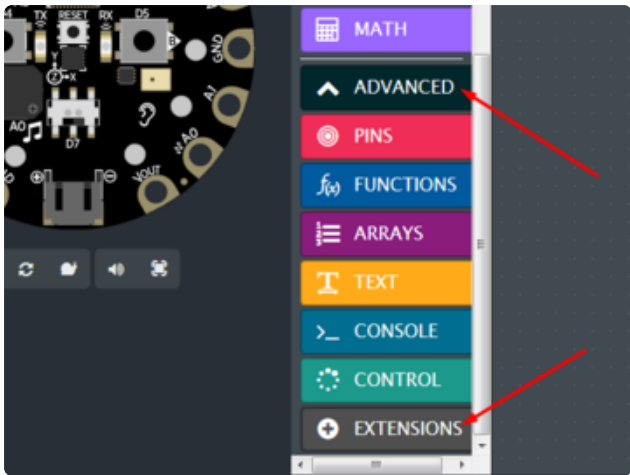 TX RESET RX
D5
B
GND
X
Z
A1
A0
A0
D7
VOUT
MATH
ADVANCED
PINS
f(x) FUNCTIONS
ARRAYS
T TEXT
>_ CONSOLE
CONTROL
EXTENSIONS